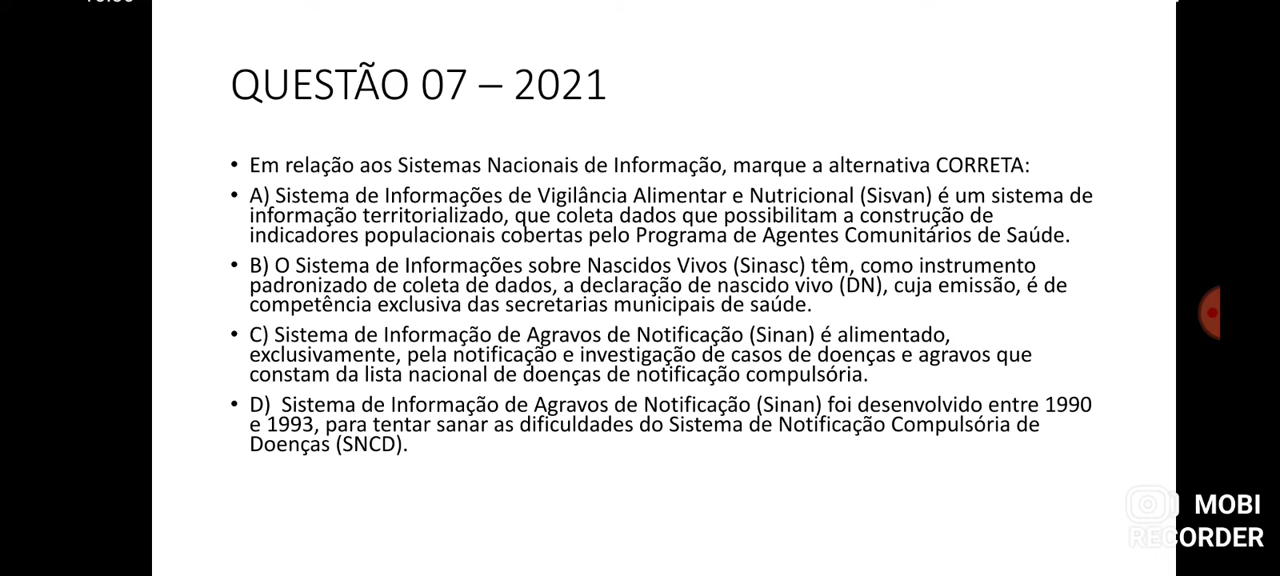 QUESTÃO 07 – 2021
• Em relação aos Sistemas Nacionais de Informação, marque a alternativa CORRETA:
• A) Sistema de Informações de Vigilância Alimentar e Nutricional (Sisvan) é um sistema de
informação territorializado, que coleta dados que possibilitam a construção de
indicadores populacionais cobertas pelo Programa de Agentes Comunitários de Saúde.
• B) O Sistema de Informações sobre Nascidos Vivos (Sinasc) têm, como instrumento
padronizado de coleta de dados, a declaração de nascido vivo (DN), cuja emissão, é de
competência exclusiva das secretarias municipais de saúde.
• C) Sistema de Informação de Agravos de Notificação (Sinan) é alimentado,
exclusivamente, pela notificação e investigação de casos de doenças e agravos que
constam da lista nacional de doenças de notificação compulsória.
• D) Sistema de Informação de Agravos de Notificação (Sinan) foi desenvolvido entre 1990
e 1993, para tentar sanar as dificuldades do Sistema de Notificação Compulsória de
Doenças (SNCD).
MOBI
RECORDER